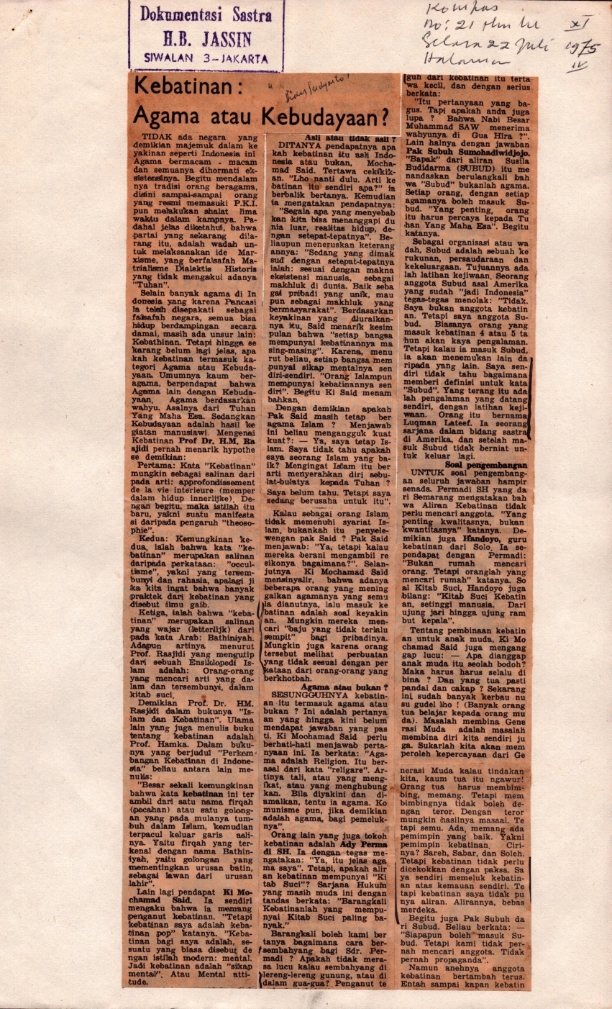 Dokumentasi Sastra
H.B. JASSIN
SIWALAN 3-JAKARTA
Kompas
No: 21 thn ke XI
Selasa 22 Juli 1975
Halaman IV
Kebatinan :
Agama atau Kebudayaan ?
TIDAK ada negara yang
demikian majemuk dalam ke
yakinan seperti Indonesia ini
Agama bermacam - macam
dan semuanya dihormati ek-
sistensinya. Begitu mendalam
nya tradisi orang beragama,
disini sampai-sampai orang
yang resmi memasuki P.K.I.
pun melakukan shalat lima
waktu dalam kampnya. Pa-
dahal jelas diketahui, bahwa
partai yang sekarang dila-
rang itu, adalah wadah un-
tuk melaksanakan ide Mar-
xisme, yang berfalsafah Ma-
trialisme Dialektis Historis
yang tidak mengakui adanya
"Tuhan".
Selain banyak agama di In
donesia yang karena Pancasi
la telah disepakati sebagai
falsafah negara, semua bisa
hidup berdampingan secara
damai, masih ada unsur lain:
Kebathinan. Tetapi hingga se
karang belum lagi jelas, apa
kah kebatinan termasuk ka-
tegori Agama atau Kebuda-
yaan. Umumnya kaum ber-
agama, berpendapat bahwa
Agama lain dengan Kebuda-
yaan, Agama berdasarkan
wahyu. Asalnya dari Tuhan
Yang Maha Esa. Sedangkan
Kebudayaan adalah hasil ke
giatan manusiawi. Mengenai
Kebatinan Prof Dr. H.M. Ra
sjidi pernah menarik hypothe
se demikian:
Pertama: Kata "Kebatinan"
mungkin sebagai salinan dari
pada arti: approfondissement
de la vie interieure (memper
dalam hidup innerlijke). De-
ngan begitu, maka istilah itu
baru, yakni suatu manifesta
si daripada pengaruh "theoso-
phie".
Kedua: Kemungkinan ke-
dua, ialah bahwa kata "ke-
batinan" merupakan salinan
daripada perkataan: "occul-
isme", yakni yang tersem-
bunyi dan rahasia, apalagi ji
ka kita ingat bahwa banyak
praktek dari kebatinan yang
disebut ilmu gaib.
Ketiga, ialah bahwa "keba-
tinan" merupakan salinan
yang wajar (letterlijk) dari
pada kata Arab: Bathiniyah.
Adapun artinya menurut
Prof. Rasjidi yang mengutip
dari sebuah Ensiklopedi Is-
lam adalah: Orang-orang
yang mencari arti yang da-
lam dan tersembunyi, dalam
kitab suci.
Demikian Prof. Dr. HM.
Rasjidi dalam bukunya "Is-
lam dan Kebatinan". Ulama
lain yang juga menulis buku
tentang kebatinan adalah
Prof. Hamka. Dalam buku-
nya yang berjudul "Perkem-
bangan Kebatinan di Indone-
sia" beliau antara lain me-
nulis:
"Besar sekali kemungkinan
bahwa kata kebatinan ini ter
ambil dari satu nama firqah
(pecahan) atau satu golong-
an yang pada mulanya tum-
buh dalam Islam, kemudian
terpacul keluar garis nasi-
nya. Yaitu firqah yang ter-
kenal dengan nama Bathin-
iyah, yaitu golongan yang
mementingkan urusan batin,
sebagai lawan dari urusan
lahir".
Lain lagi pendapat Ki Mo-
chamad Said. Ia sendiri
mengaku bahwa ia memang
penganut kebatinan. "Tetapi
kebatinan saya adalah keba-
tinan pop" katanya. "Keba-
tinan bagi saya adalah, se-
suatu yang biasa disebut de
ngan istilah modern: mental.
Jadi kebatinan adalah "sikap
mental". Atau Mental atti-
tude.
Asli atau tidak asli ?
DITANYA pendapatnya apa
kah kebatinan itu asli Indo-
nesia atau bukan, Mocha-
mad Said. Tertawa cekikik-
an. "Lho nanti dulu. Arti ke
batinan itu sendiri apa?" ia
berbalik bertanya. Kemudian
ia mengatakan pendapatnya:
"Segala apa yang menyebab
kan kita bisa menanggapi du
nia luar, realitas hidup, de-
ngan setepat-tepatnya". Be-
liaupun meneruskan keterang
annya: "Sedang yang dimak
sud dengan setepat-tepatnya
ialah: sesuai dengan makna
eksistensi manusia, sebagai
makhluk di dunia. Baik seba
gai pribadi yang unik, mau
pun sebagai makhluk yang
bermasyarakat". Berdasarkan
keyakinan yang diuraikan-
nya itu, Said menarik kesim
pulan bahwa "setiap bangsa
mempunyai kebatinannya ma
sing-masing". Karena, menu
rut beliau, setiap bangsa mem
punyai sikap mentalnya sen
diri-sendiri. "Orang Islampun
mempunyai kebatinannya sen
diri". Begitu Ki Said menam
bahkan.
Dengan demikian apakah
Pak Said masih tetap ber
agama Islam ? Menjawab
ini beliau mengangguk kuat
kuat?: — Ya, saya tetap Is-
lam. Saya tidak tahu apakah
saya seorang Islam yang ba-
ik? Mengingat Islam itu ber
arti menyerahkan diri sebu-
lat-bulatnya kepada Tuhan ?
Saya belum tahu. Tetapi saya
sedang berusaha untuk itu".
Kalau sebagai orang Islam
tidak memenuhi syariat Is-
lam, bukankah itu penyele-
wengan pak Said ? Pak Said
menjawab: "Ya, tetapi kalau
mereka berani mengambil re
sikonya bagaimana?". Selan-
jutnya Ki Mochamad Said
mensinyalir, bahwa adanya
beberapa orang yang mening
galkan agamanya yang semu
la dianutnya, lalu masuk ke
batinan adalah soal keyakin
an. Mungkin mereka men-
cari "baju yang tidak terlalu
sempit" bagi pribadinya.
Mungkin juga karena orang
tersebut melihat perbuatan
yang tidak sesuai dengan per
kataan dari orang-orang yang
berkhotbah.
Agama atau bukan ?
SESUNGGUHNYA kebatin-
an itu termasuk agama atau
bukan ? Ini adalah pertanya
an yang hingga kini belum
mendapat jawaban yang pas
ti. Ki Mochamad Said perlu
berhati-hati menjawab perta-
nyaan ini. Ia berkata: "Aga-
ma adalah Religion. Itu ber-
asal dari kata "religare". Ar-
tinya tali, atau yang meng-
ikat, atau yang menghubung
kan. Bila diyakini dan di-
amalkan, tentu ia agama. Ko
munisme pun, jika demikian
adalah agama, bagi pemeluk-
nya".
Orang lain yang juga tokoh
kebatinan adalah Ady Perma
di SH. Ia dengan tegas me-
ngatakan: "Ya, itu jelas aga
ma saya". Tetapi, apakah alir
an kebatinan mempunyai "Ki
tab Suci"? Sarjana Hukum
yang masih muda ini dengan
tandas berkata: "Barangkali
Kebatinanlah yang mempu-
nyai Kitab Suci paling ba-
nyak."
Barangkali boleh kami ber
tanya bagaimana cara ber-
sembahyang bagi Sdr. Per-
madi ? Apakah tidak mera-
sa lucu kalau sembahyang di
lereng-lereng gunung, atau di
dalam gua-gua? Penganut te
guh dari kebatinan itu terta
wa kecil, dan dengan serius
berkata:
"Itu pertanyaan yang ba-
gus. Tapi apakah anda juga
lupa ? Bahwa Nabi Besar
Muhammad SAW menerima
wahyunya di Gua Hira ?".
Lain halnya dengan jawaban
Pak Subuh Sumohadiwidjojo.
"Bapak" dari aliran Susila
Buddidarma (SUBUD) itu me
nandaskan berulangkali bah
wa "Subud" bukanlah agama.
Setiap orang, dengan setiap
agamanya boleh masuk Su-
bud. "Yang penting, orang
itu harus percaya kepada Tu
han Yang Maha Esa". Begitu
katanya.
Sebagai organisasi atau wa
dah, Subud adalah sebuah ke
rukunan, persaudaraan dan
kekeluargaan. Tujuannya ada
lah latihan kejiwaan. Seorang
anggota Subud asal Amerika
yang sudah "jadi Indonesia"
tegas-tegas menolak: "Tidak.
Saya bukan anggota kebatin
an. Tetapi saya anggota Su-
bud. Biasanya orang yang
masuk kebatinan 4 atau 5 ta
hun akan kaya pengalaman.
Tetapi kalau ia masuk Subud,
ia akan menemukan lain da
ripada yang lain. Saya sen-
diri tidak tahu bagaimana
memberi definisi untuk kata
"Subud". Yang terang itu ada
lah pengalaman yang datang
sendiri, dengan latihan keji-
waan. Orang itu bernama
Luqman Lateef. Ia seorang
sarjana dalam bidang sastra
di Amerika, dan setelah ma-
suk Subud tidak berniat un-
tuk keluar lagi.
Soal pengembangan
UNTUK soal pengembang-
an seluruh jawaban hampir
senada. Permadi SH yang da
ri Semarang mengatakan bah
wa Aliran Kebatinan Tidak
perlu mencari anggota. "Yang
penting kwalitasnya, bukan
kwantitasnya" katanya. De-
mikian juga Handoyo, guru
kebatinan dari Solo. Ia se-
pendapat dengan Permadi:
"Bukan rumah mencari
orang. Tetapi oranglah yang
mencari rumah" katanya. So
al Kitab Suci, Handoyo juga
bilang: "Kitab Suci Kebatin
an, setinggi manusia. Dari
ujung jari hingga ujung ram
but kepala".
Tentang pembinaan kebatin
an untuk anak muda, Ki Mo
chamad Said juga mengang
gap lucu: — Apa dianggap
anak muda itu seolah bodoh?
Maka harus harus selalu di
bina ? Dan yang tua pasti
pandai dan cakap ? Sekarang
ini sudah banyak kerbau nu
su gudel lho ! (Banyak orang
tua belajar kepada orang mu
da). Masalah membina Gene
rasi Muda adalah masalah
membina diri kita sendiri ju
ga. Sukarlah kita akan mem
peroleh kepercayaan dari Ge
nerasi Muda kalau tindakan
kita, kaum tua itu ngawur!
Orang tua harus membim-
bing, memang. Tetapi mem-
bimbingnya tidak boleh de-
ngan teror. Dengan teror
mungkin hasilnya massal. Te
tapi semu. Ada, memang ada
pemimpin yang baik. Yakni
pemimpin kebatinan. Ciri-
nya? Sareh, Sabar, dan Soleh.
Tetapi kebatinan tidak perlu
dicekokkan dengan paksa. Sa
ya sendiri memeluk kebatin-
an atas kemauan sendiri. Te
tapi kebatinan saya tidak pu
nya aliran. Alirannya, bebas
merdeka.
Begitu juga Pak Subuh da
ri Subud. Beliau berkata: —
"Siapapun boleh masuk Su-
bud. Tetapi kami tidak per-
nah mencari anggota. Tidak
pernah propaganda".
Namun anehnya anggota
kebatinan bertambah terus.
Entah sampai kapan kebatin